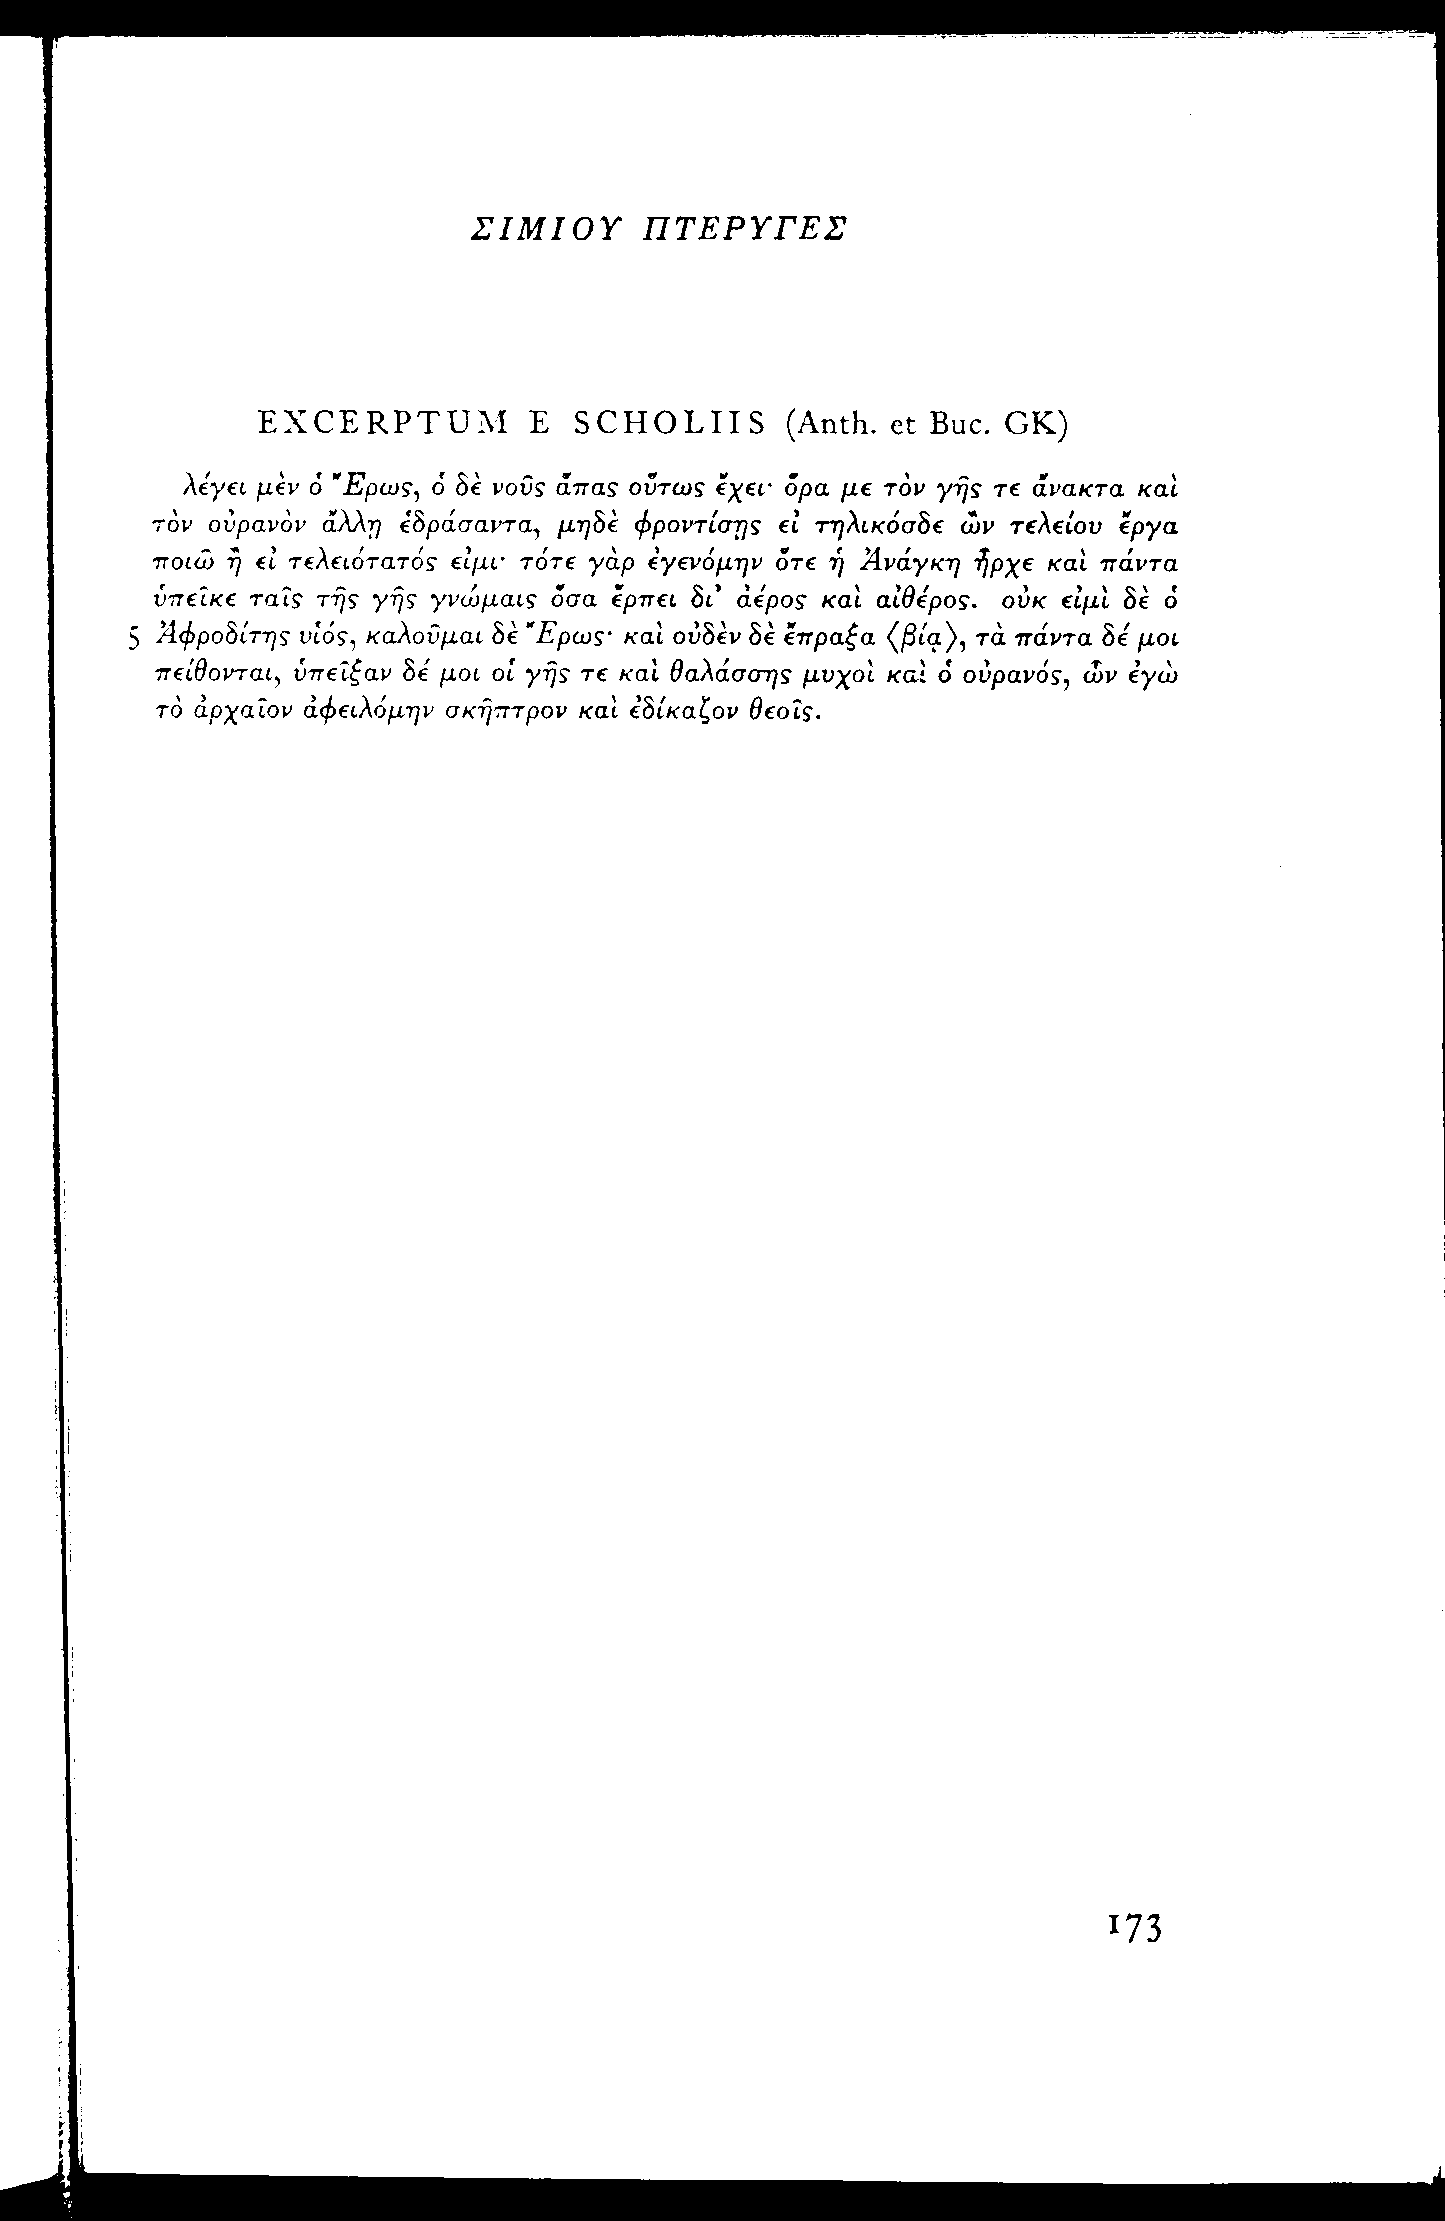 ΣΙΜΙΟΥ ΠΤΕΡΥΓΕΣ
EXCERPTUM E SCHOLIIS (Anth. et Buc. GK)
λέγει μὲν ὁ Ἔρως, ὁ δὲ νοῦς ἅπας οὕτως ἔχει· ὅρα με τὸν γῆς τε ἄνακτα καὶ
τὸν οὐρανὸν ἄλλῃ ἑδράσαντα, μηδὲ φροντίσῃς εἰ τηλικόσδε ὢν τελείου ἔργα
ποιῶ ἢ εἰ τελειότατός εἰμι· τότε γὰρ ἐγενόμην ὅτε ἡ Ἀνάγκη ἦρχε καὶ πάντα
ὑπεῖκε ταῖς τῆς γῆς γνώμαις ὅσα ἕρπει δι’ ἀέρος καὶ αἰθέρος. οὐκ εἰμὶ δὲ ὁ
5 Ἀφροδίτης υἱός, καλοῦμαι δὲ Ἔρως· καὶ οὐδὲν δὲ ἔπραξα ⟨βίᾳ⟩, τὰ πάντα δέ μοι
πείθονται, ὑπεῖξαν δέ μοι οἱ γῆς τε καὶ θαλάσσης μυχοὶ καὶ ὁ οὐρανός, ὧν ἐγὼ
τὸ ἀρχαῖον ἀφειλόμην σκῆπτρον καὶ ἐδίκαζον θεοῖς.
173